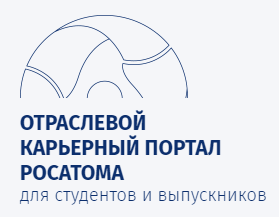 ОТРАСЛЕВОЙ
КАРЬЕРНЫЙ ПОРТАЛ
РОСАТОМА
для студентов и выпускников